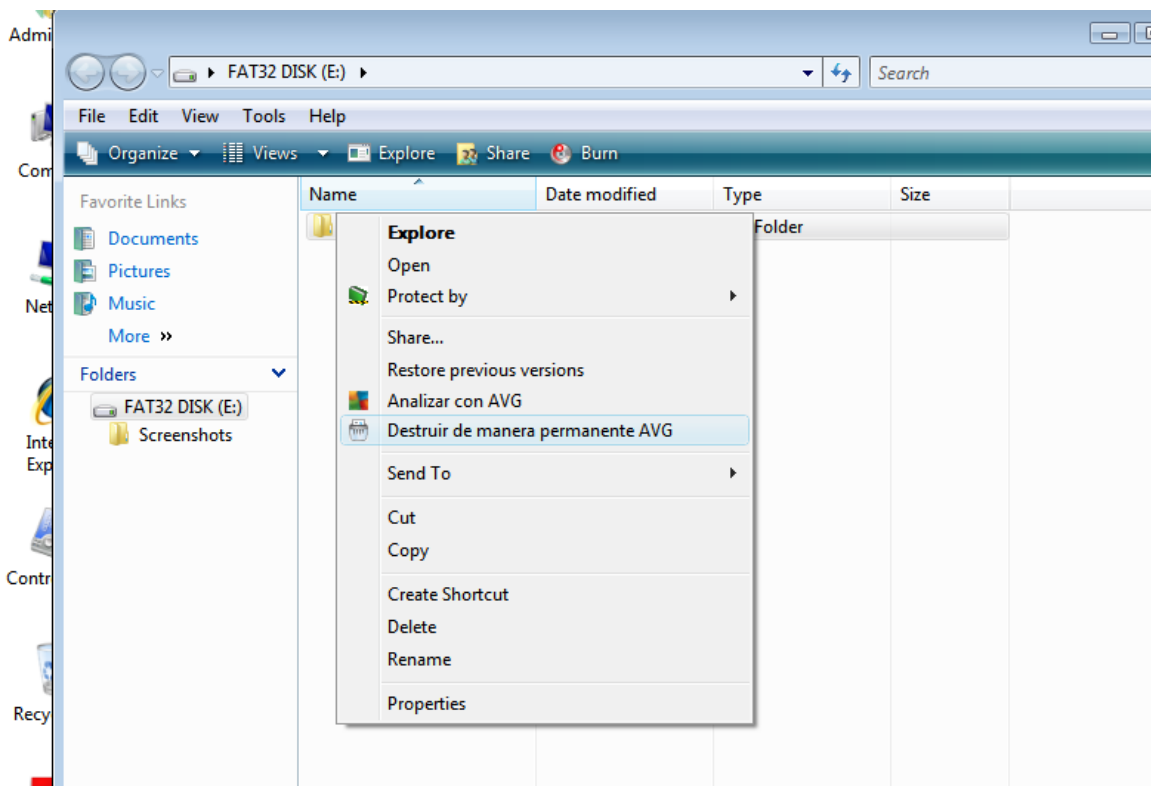 Admi
FAT32 DISK (E:)
Search
File Edit View Tools Help
Organize Views Explore Share Burn
Com
Favorite Links
Name Date modified Type Size
Documents
Folder
Pictures
Music
Net
More »
Folders
FAT32 DISK (E:)
Screenshots
Inte
Exp
Contr
Recy
Explore
Open
Protect by
Share...
Restore previous versions
Analizar con AVG
Destruir de manera permanente AVG
Send To
Cut
Copy
Create Shortcut
Delete
Rename
Properties